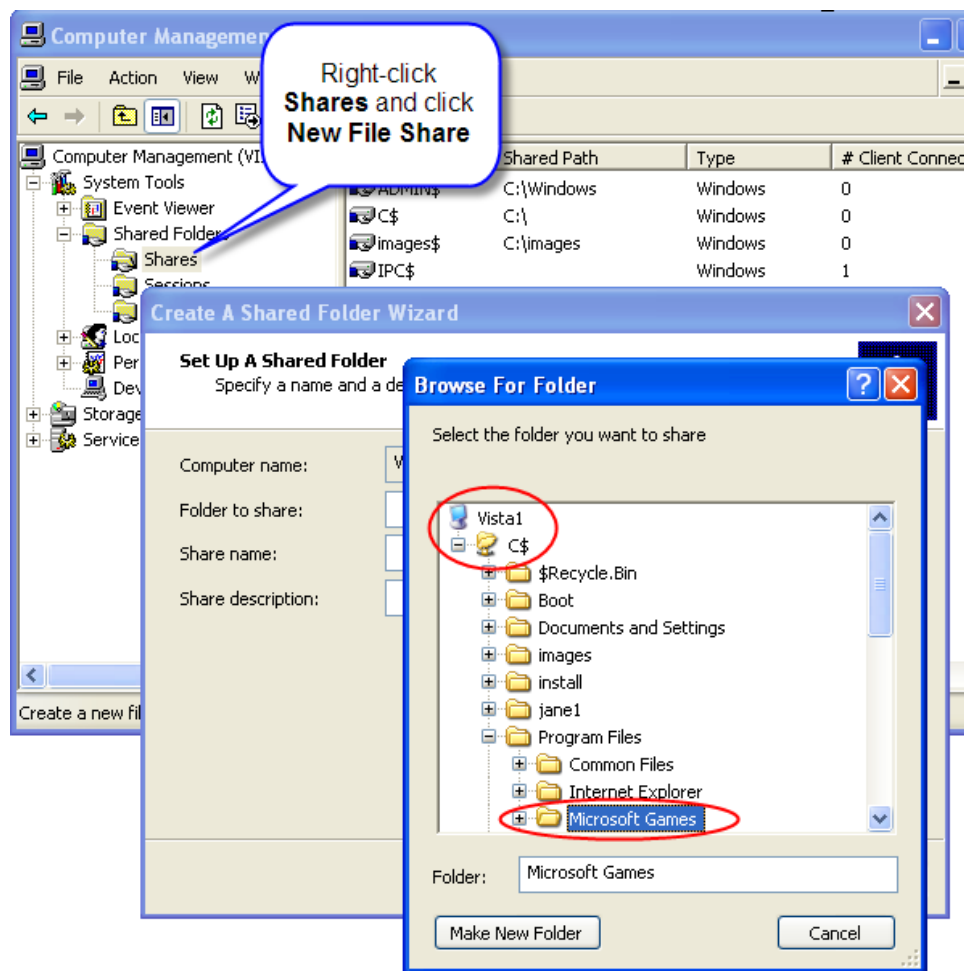 Computer Management
Right-click
Shares and click
New File Share
File Action View
Computer Management
Shared Path Type # Client Connec
System Tools
ADMIN$ C:\Windows Windows 0
Event Viewer
C$ C:\ Windows 0
Shared Folders
images$ C:\images Windows 0
Shares
IPC$ Windows 1
Sessions
Create A Shared Folder Wizard
Loc
Per
Dev
Storage
Service
Set Up A Shared Folder
Specify a name and a de
Computer name:
Folder to share:
Share name:
Share description:
Create a new fil
Browse For Folder
Select the folder you want to share
Vista1
C$
$Recycle.Bin
Boot
Documents and Settings
images
install
jane1
Program Files
Common Files
Internet Explorer
Microsoft Games
Folder: Microsoft Games
Make New Folder Cancel